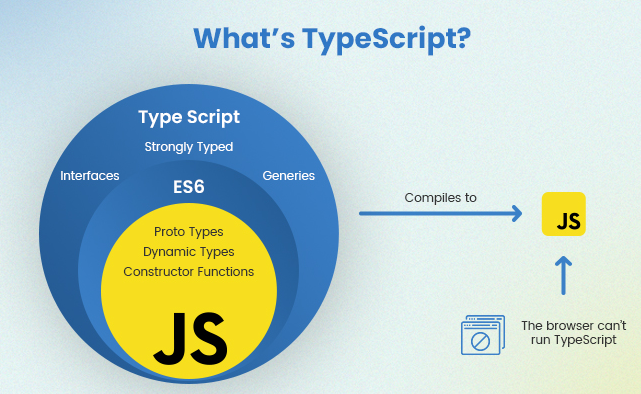 What's TypeScript?
Type Script
Strongly Typed
Interfaces
Generies
ES6
Proto Types
Dynamic Types
Constructor Functions
JS
Compiles to
JS
The browser can't
run TypeScript